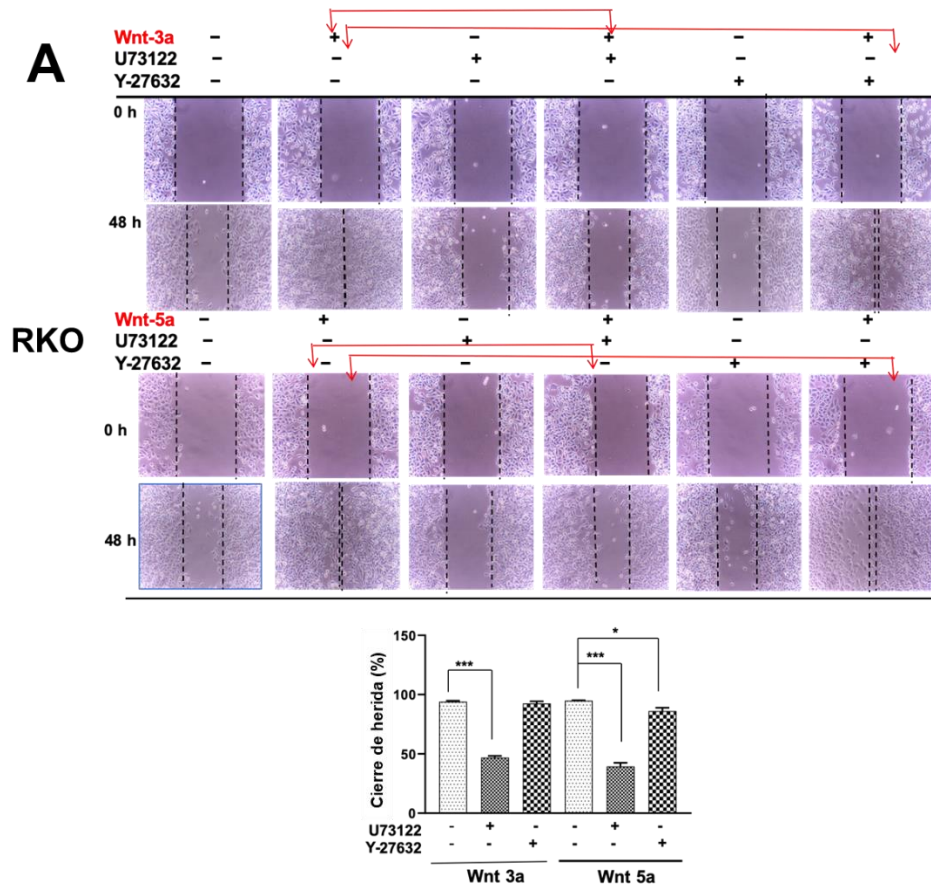 A
Wnt-3a – + – + – +
U73122 – – + + – –
Y-27632 – – – – + +
0 h
48 h
RKO
Wnt-5a – + – + – +
U73122 – – + + – –
Y-27632 – – – – + +
0 h
48 h
Cierre de herida (%)
150
100
50
0
*** *** *
U73122 - + - - + -
Y-27632 - - + - - +
Wnt 3a Wnt 5a